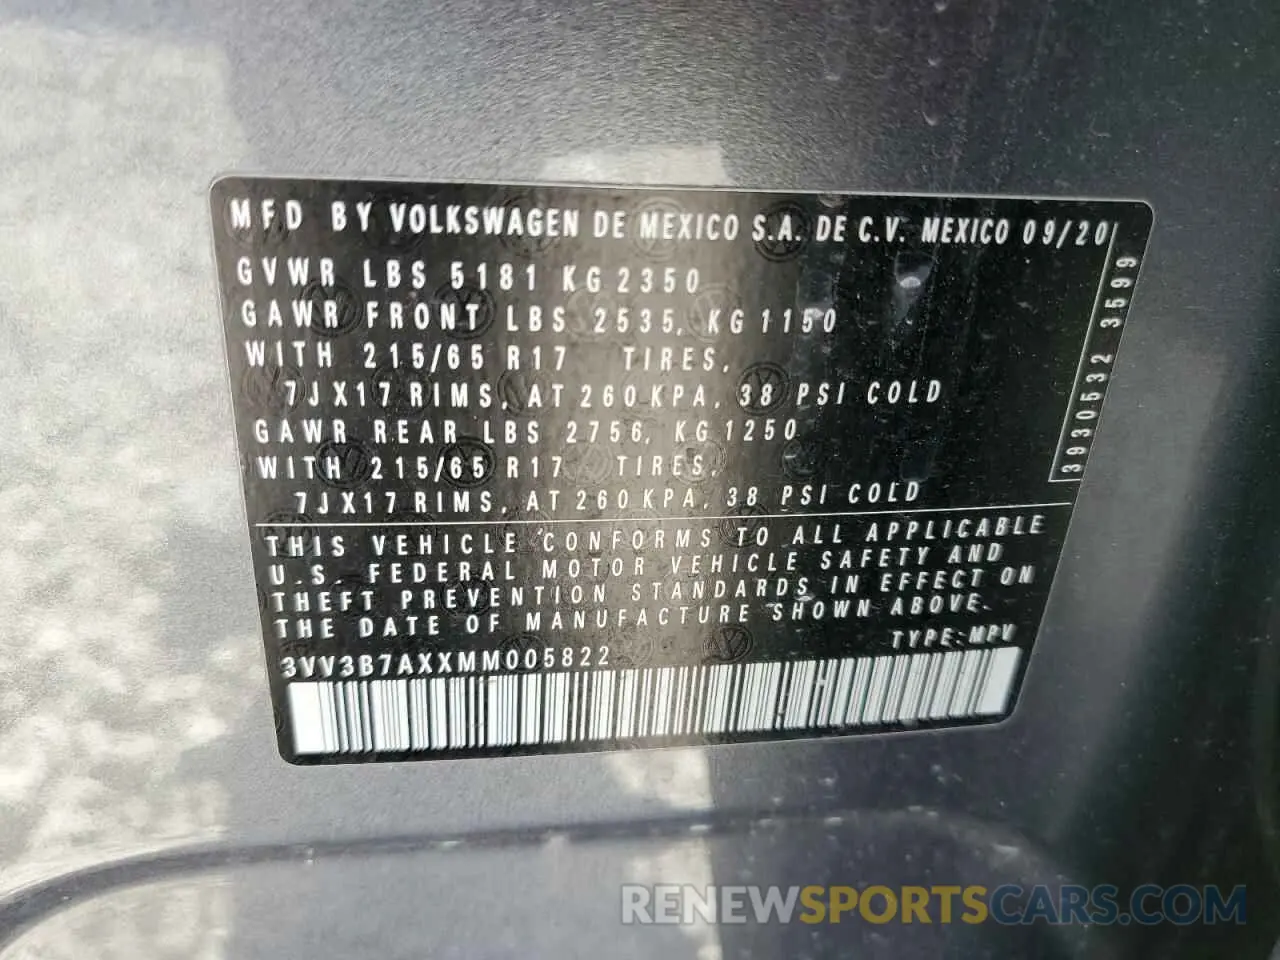 MFD BY VOLKSWAGEN DE MEXICO S.A. DE C.V. MEXICO 09/20
GVWR LBS 5181 KG 2350
GAWR FRONT LBS 2535, KG 1150
WITH 215/65 R17 TIRES,
7JX17 RIMS, AT 260 KPA, 38 PSI COLD
GAWR REAR LBS 2756, KG 1250
WITH 215/65 R17 TIRES,
7JX17 RIMS, AT 260 KPA, 38 PSI COLD
3930532 3599
THIS VEHICLE CONFORMS TO ALL APPLICABLE
U.S. FEDERAL MOTOR VEHICLE SAFETY AND
THEFT PREVENTION STANDARDS IN EFFECT ON
THE DATE OF MANUFACTURE SHOWN ABOVE.
TYPE:MPV
3VV3B7AXXMM005822
RENEWSPORTSCARS.COM